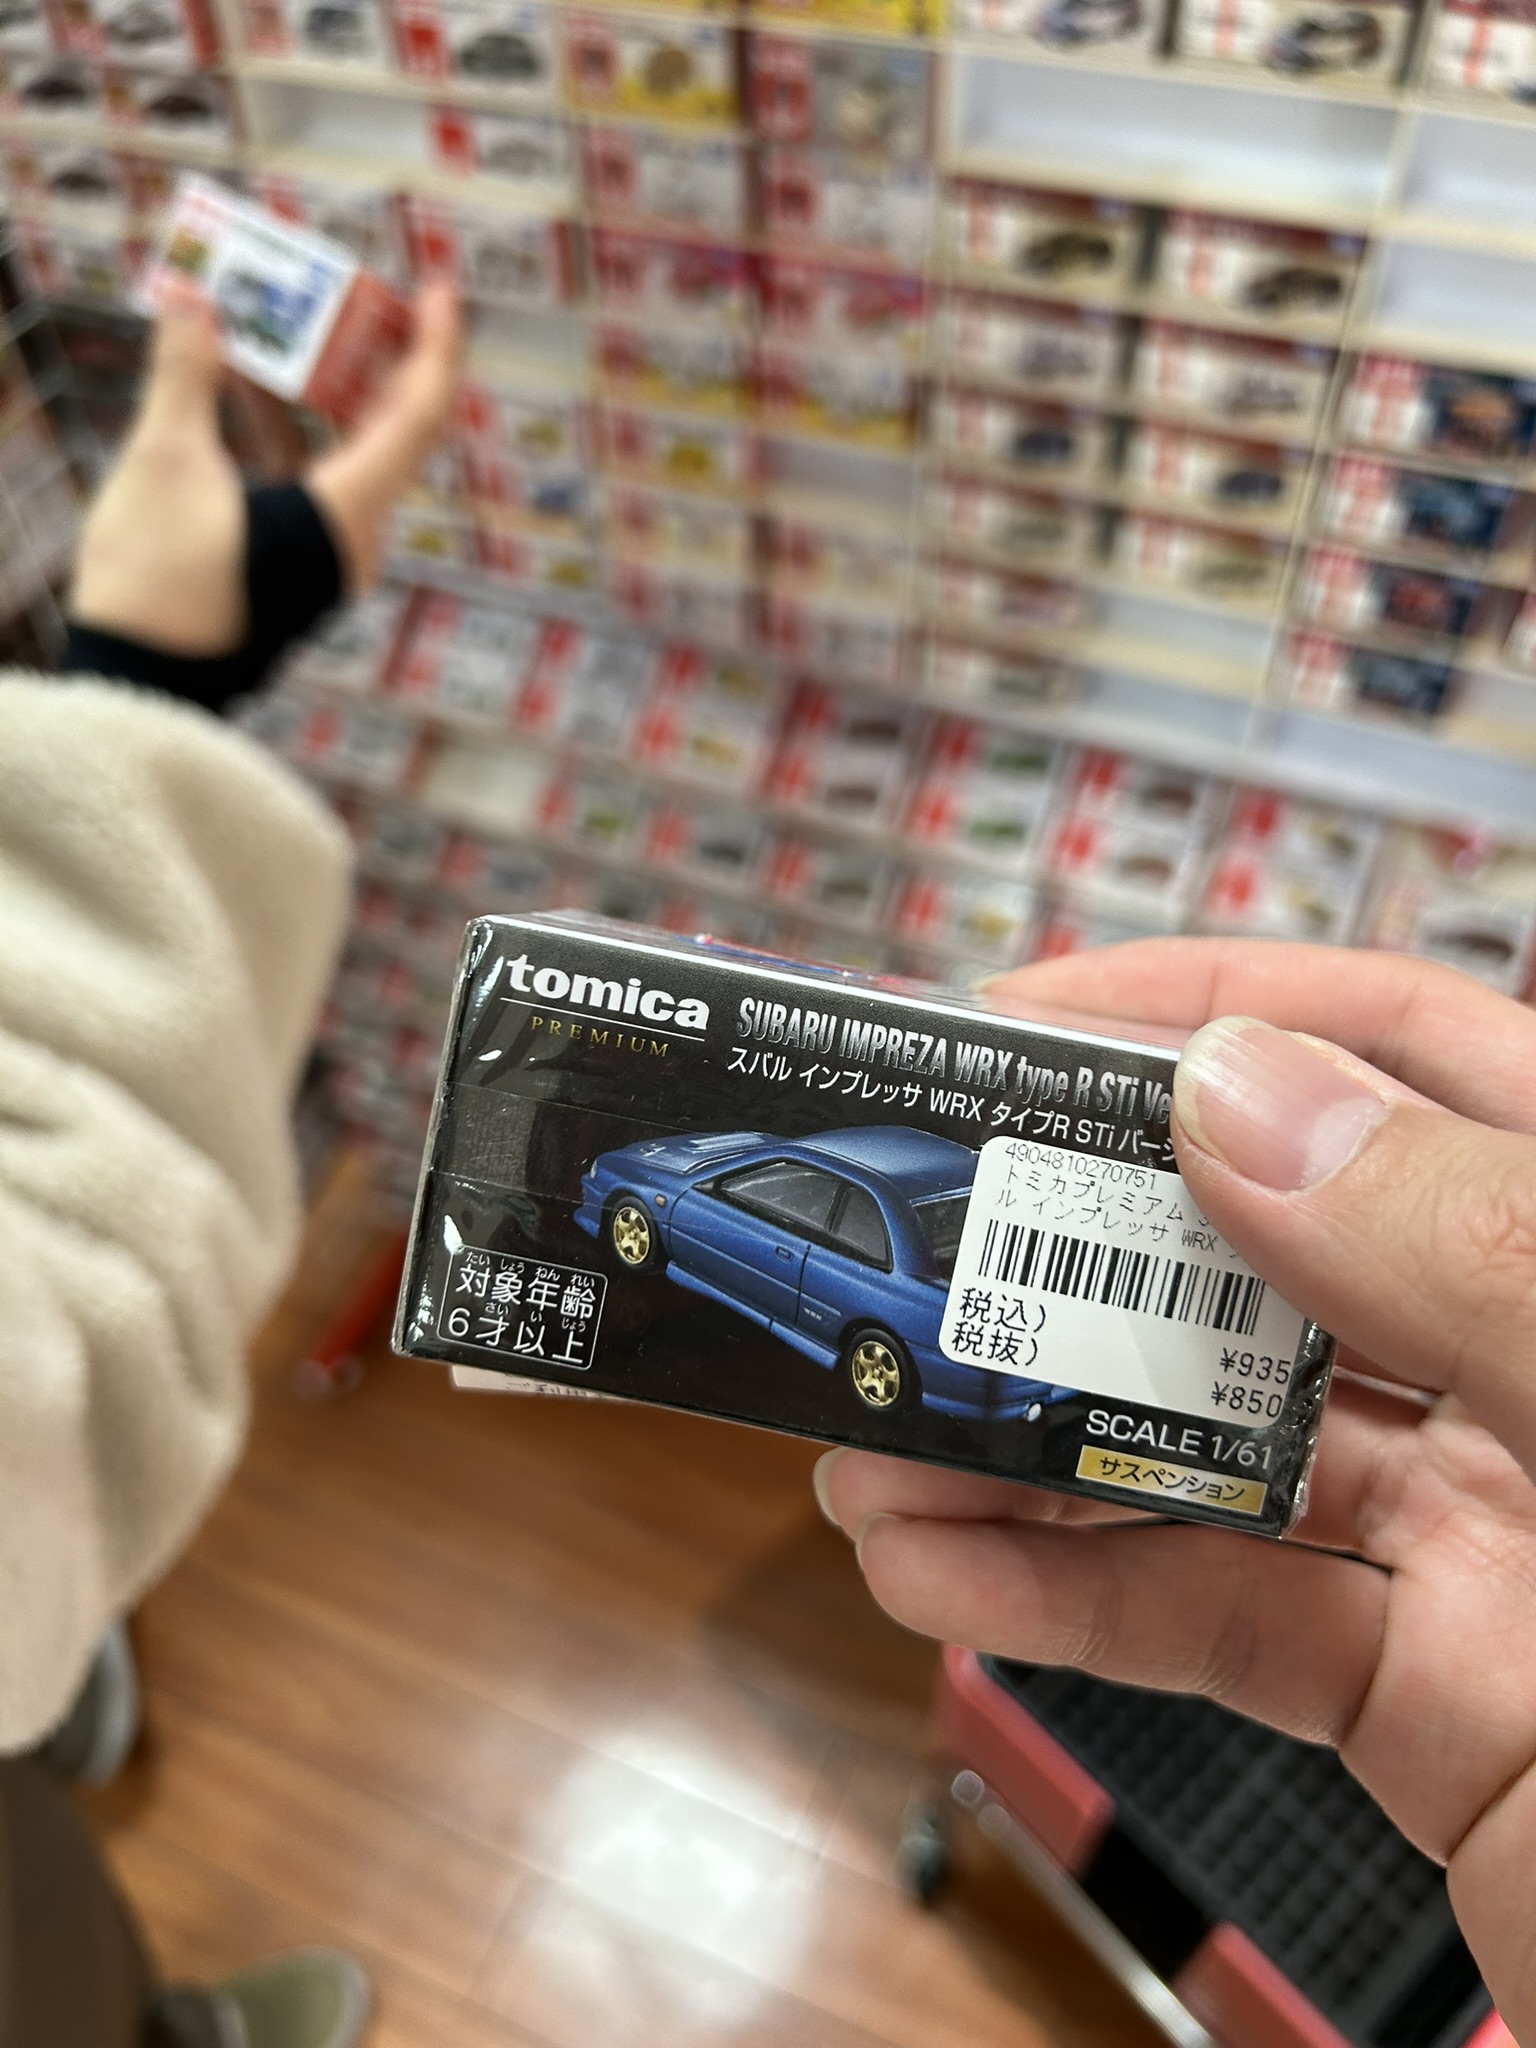 tomica
PREMIUM
SUBARU IMPREZA WRX type R STi Ve
スバル インプレッサ WRX タイプR STi バージ
4904810270751
トミカプレミアム
ル インプレッサ WRX
税込) ¥935
税抜) ¥850
たい しょう ねん れい
対象年齢
さい い じょう
6才以上
SCALE 1/61
サスペンション